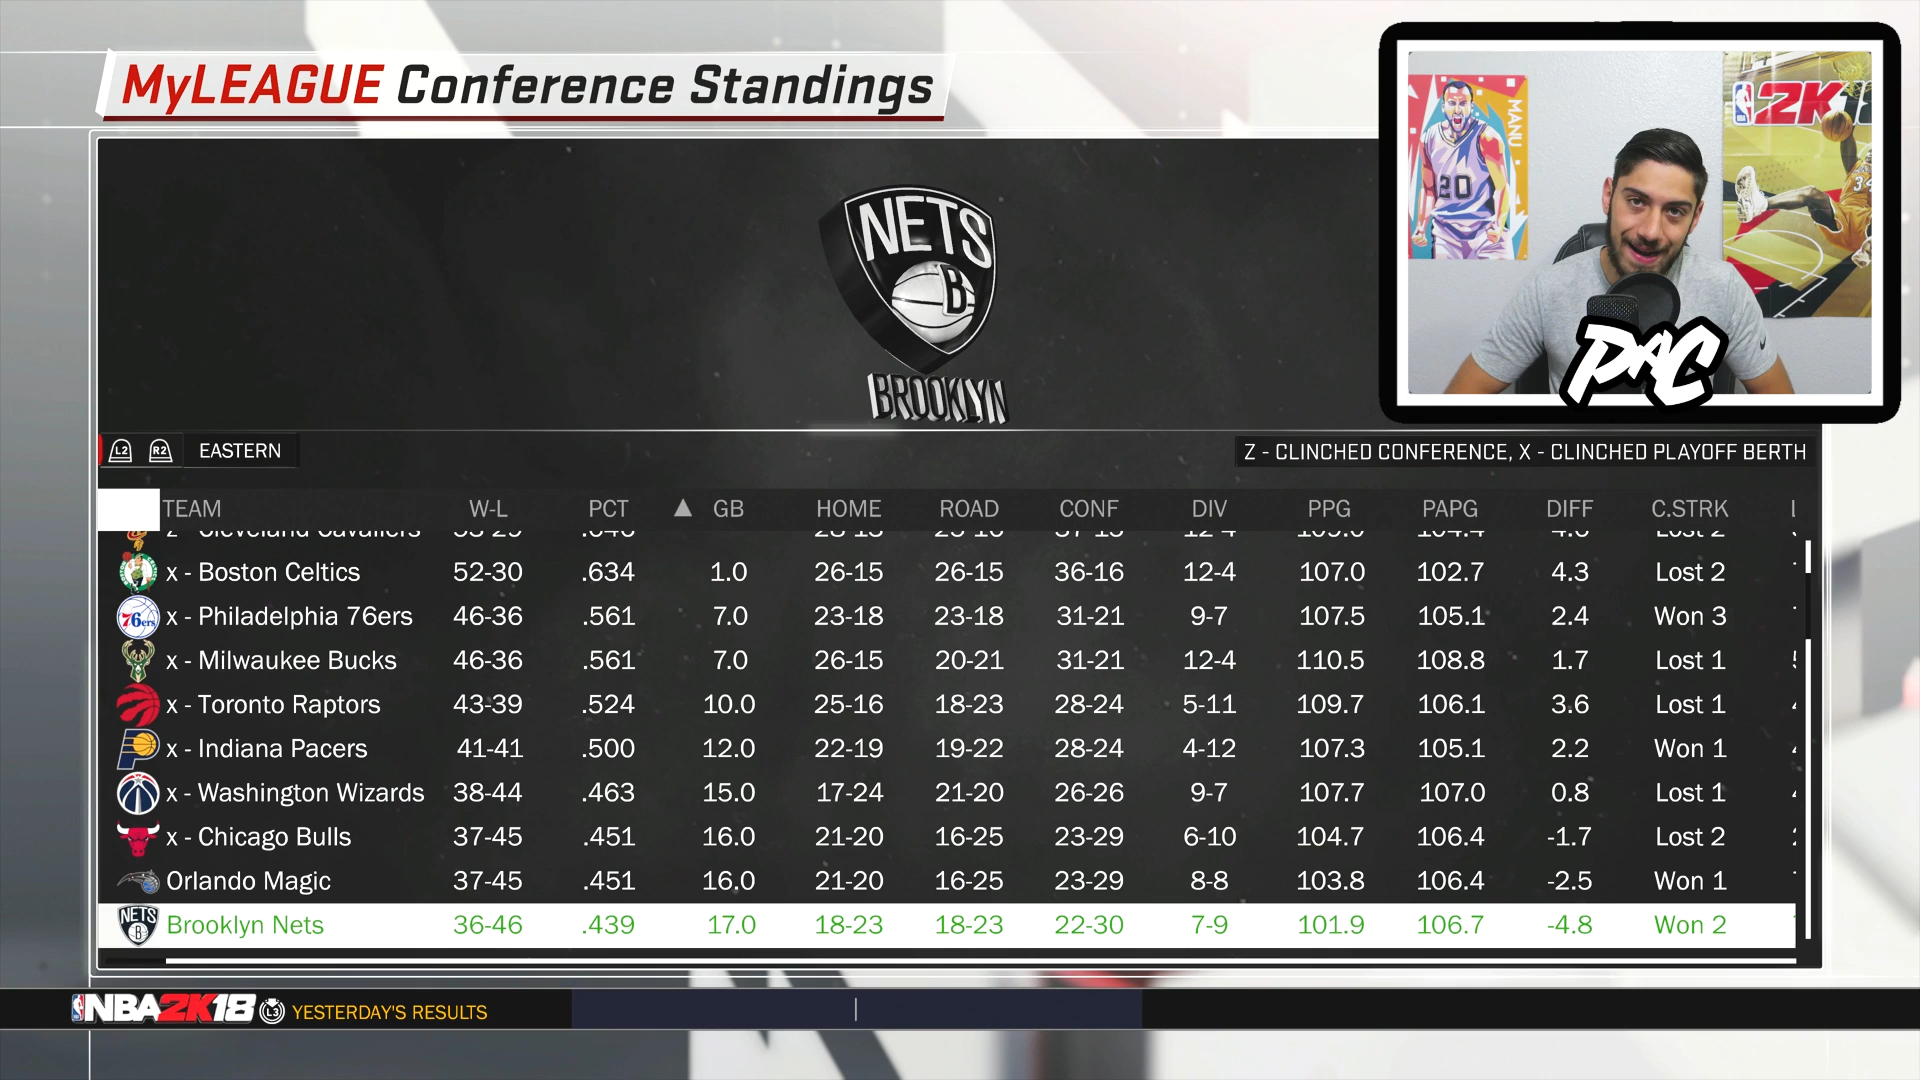 MyLEAGUE Conference Standings
MANU
20
NBA 2K18
34
PAC
NETS
B
BROOKLYN
L2 R2 EASTERN
Z - CLINCHED CONFERENCE, X - CLINCHED PLAYOFF BERTH
TEAM W-L PCT GB HOME ROAD CONF DIV PPG PAPG DIFF C.STRK
z - Cleveland Cavaliers 53-29 .646 Lost 2
x - Boston Celtics 52-30 .634 1.0 26-15 26-15 36-16 12-4 107.0 102.7 4.3 Lost 2
x - Philadelphia 76ers 46-36 .561 7.0 23-18 23-18 31-21 9-7 107.5 105.1 2.4 Won 3
x - Milwaukee Bucks 46-36 .561 7.0 26-15 20-21 31-21 12-4 110.5 108.8 1.7 Lost 1
x - Toronto Raptors 43-39 .524 10.0 25-16 18-23 28-24 5-11 109.7 106.1 3.6 Lost 1
x - Indiana Pacers 41-41 .500 12.0 22-19 19-22 28-24 4-12 107.3 105.1 2.2 Won 1
x - Washington Wizards 38-44 .463 15.0 17-24 21-20 26-26 9-7 107.7 107.0 0.8 Lost 1
x - Chicago Bulls 37-45 .451 16.0 21-20 16-25 23-29 6-10 104.7 106.4 -1.7 Lost 2
Orlando Magic 37-45 .451 16.0 21-20 16-25 23-29 8-8 103.8 106.4 -2.5 Won 1
Brooklyn Nets 36-46 .439 17.0 18-23 18-23 22-30 7-9 101.9 106.7 -4.8 Won 2
NBA2K18 L3 YESTERDAY'S RESULTS